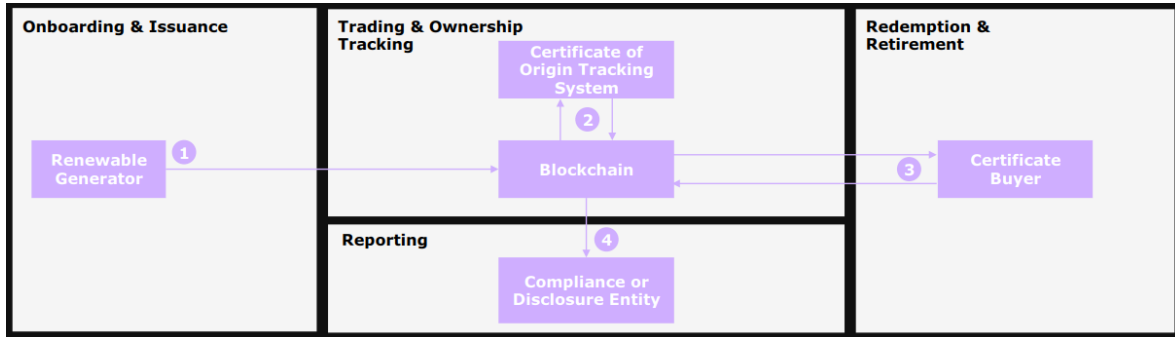 Onboarding & Issuance
Trading & Ownership
Tracking
Redemption &
Retirement
Certificate of
Origin Tracking
System
2
1
Renewable
Generator
Blockchain
3
Certificate
Buyer
Reporting
4
Compliance or
Disclosure Entity